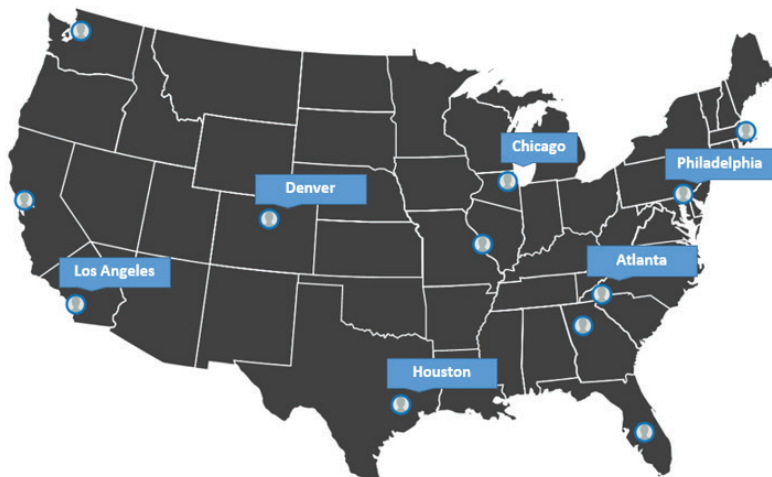 Chicago
Philadelphia
Denver
Atlanta
Los Angeles
Houston